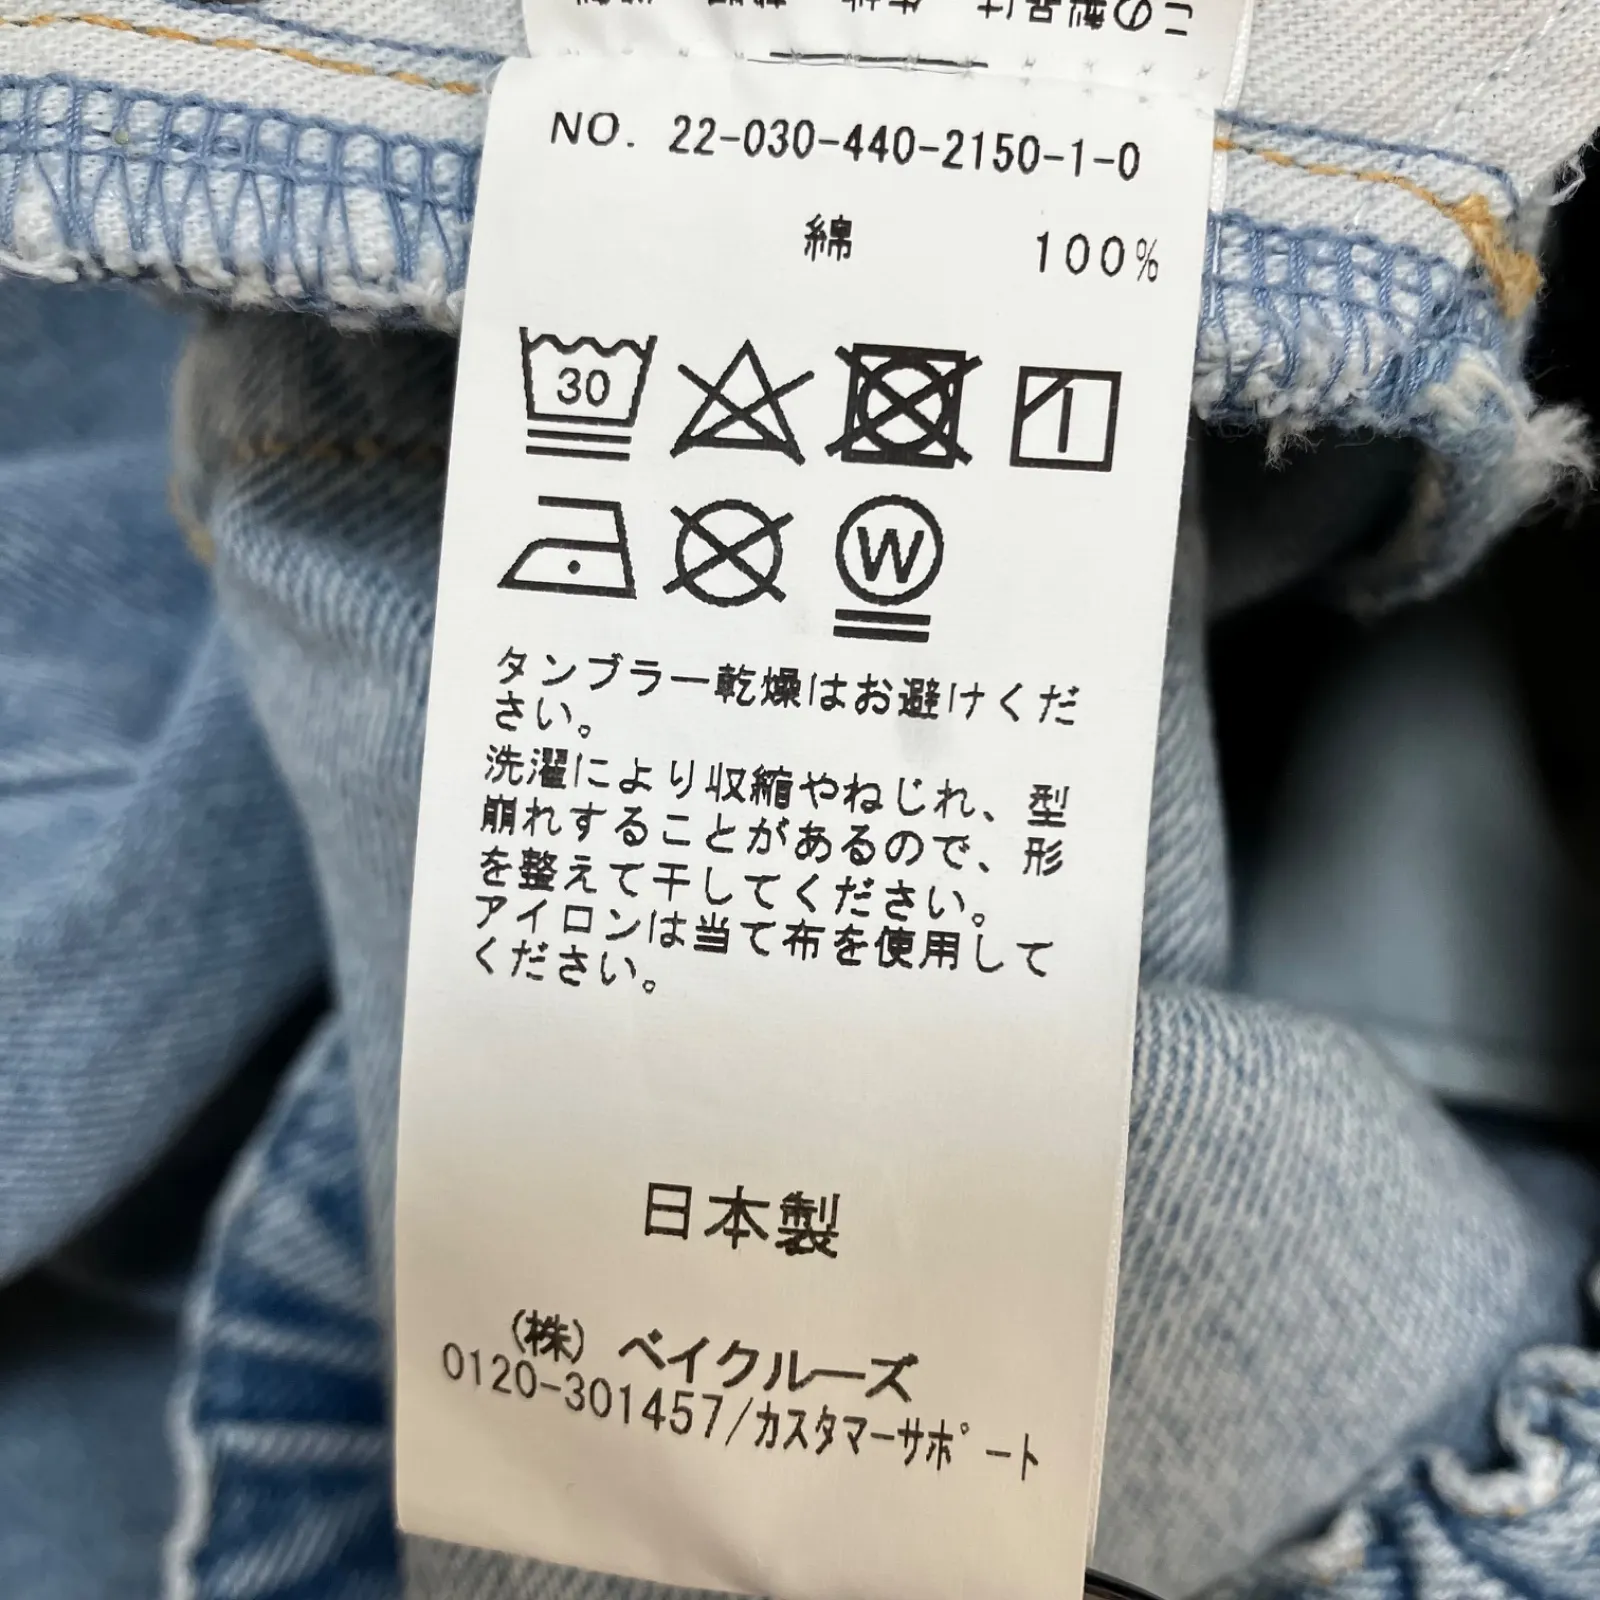 この製品は
NO. 22-030-440-2150-1-0
綿 100%
30
W
タンブラー乾燥はお避けくだ
さい。
洗濯により収縮やねじれ、型
崩れすることがあるので、形
を整えて干してください。
アイロンは当て布を使用して
ください。
日本製
(株) ベイクルーズ
0120-301457/カスタマーサポート